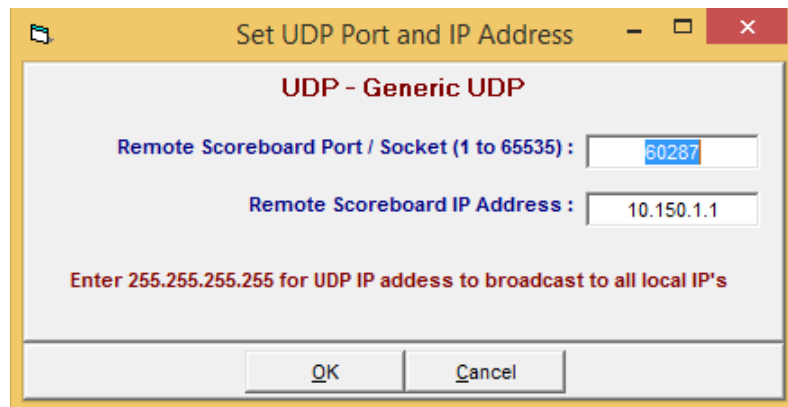 Set UDP Port and IP Address
UDP - Generic UDP
Remote Scoreboard Port / Socket (1 to 65535) : 60287
Remote Scoreboard IP Address : 10.150.1.1
Enter 255.255.255.255 for UDP IP addess to broadcast to all local IP's
OK Cancel